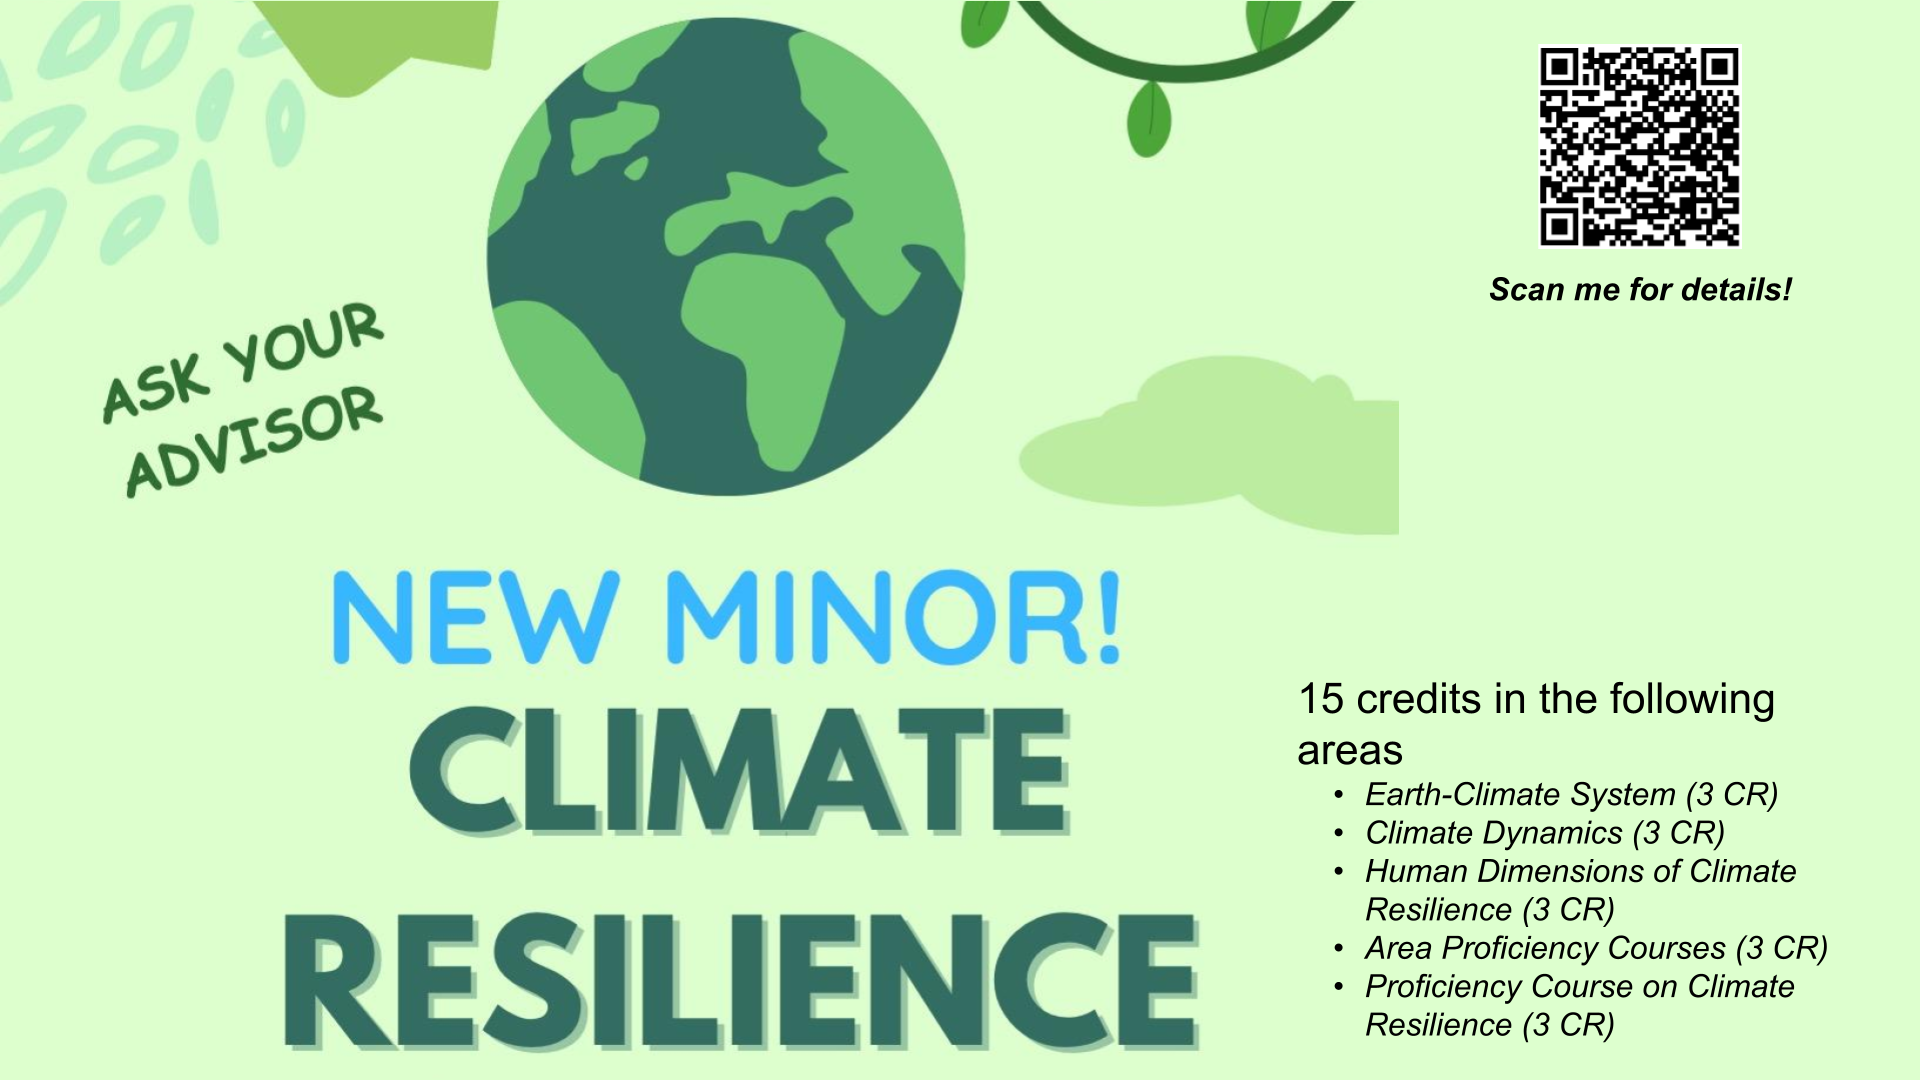 ASK YOUR
ADVISOR
Scan me for details!
NEW MINOR!
CLIMATE
RESILIENCE
15 credits in the following
areas
• Earth-Climate System (3 CR)
• Climate Dynamics (3 CR)
• Human Dimensions of Climate
Resilience (3 CR)
• Area Proficiency Courses (3 CR)
• Proficiency Course on Climate
Resilience (3 CR)